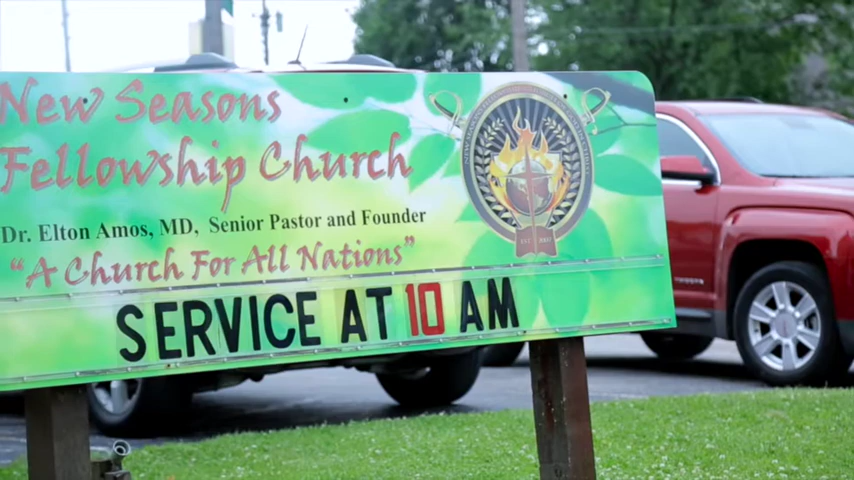 New Seasons
Fellowship Church
Dr. Elton Amos, MD, Senior Pastor and Founder
"A Church For All Nations"
SERVICE AT 10 AM